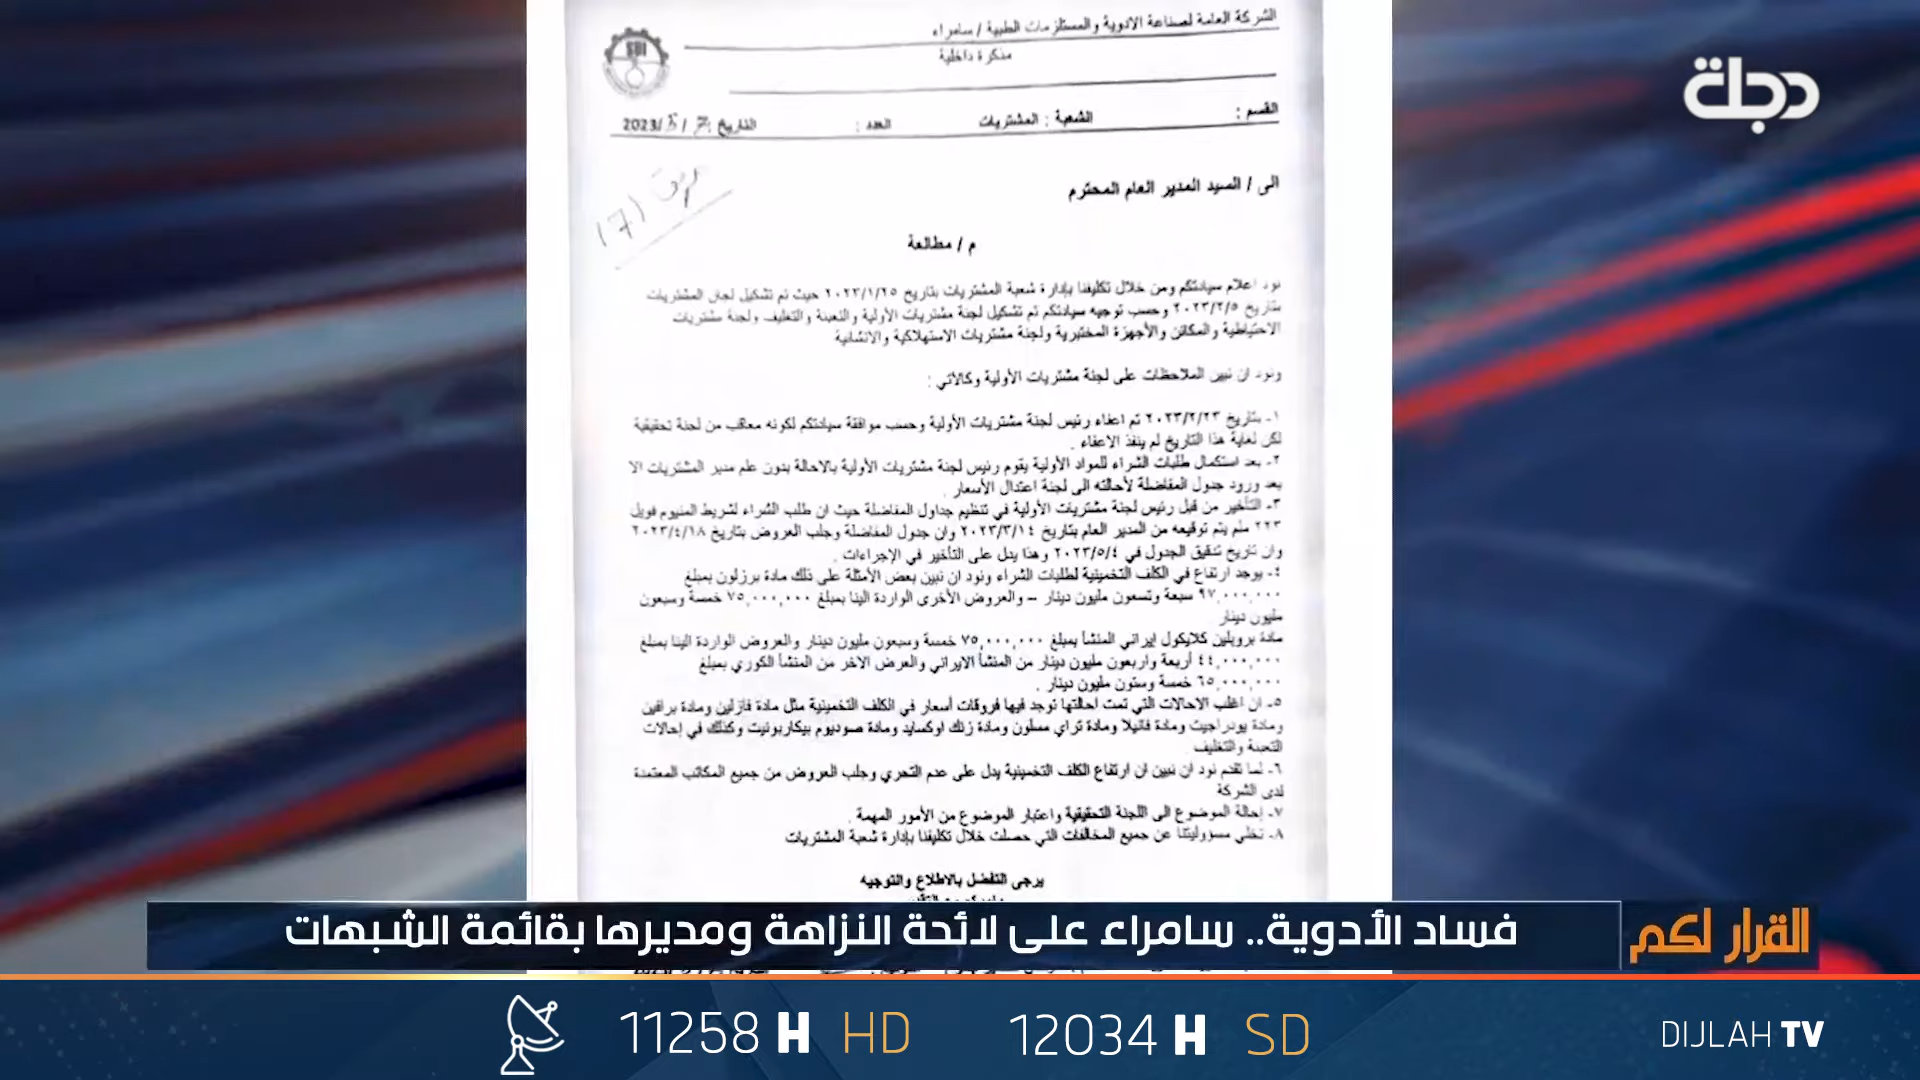 الشركة العامة لصناعة الادوية والمستلزمات الطبية / سامراء
SDI
مذكرة داخلية
دجلة
القسم : الشعبة : المشتريات العدد : التاريخ 7 / 5 /2023
الى / السيد المدير العام المحترم
م / مطالعة
نود اعلام سيادتكم ومن خلال تكليفنا بإدارة شعبة المشتريات بتاريخ ٢٠٢٣/١/٢٥ حيث تم تشكيل لجان المشتريات
بتاريخ ٢٠٢٣/٢/٥ وحسب توجيه سيادتكم تم تشكيل لجنة مشتريات الأولية والتعبئة والتغليف ولجنة مشتريات
الاحتياطية والمكائن والأجهزة المختبرية ولجنة مشتريات الاستهلاكية والانشائية
ونود ان نبين الملاحظات على لجنة مشتريات الأولية وكالاتي :
١- بتاريخ ٢٠٢٣/٢/٢٣ تم اعفاء رئيس لجنة مشتريات الأولية وحسب موافقة سيادتكم لكونه معاقب من لجنة تحقيقية
لكن لغاية هذا التاريخ لم ينفذ الاعفاء .
٢- بعد استكمال طلبات الشراء للمواد الأولية يقوم رئيس لجنة مشتريات الأولية بالاحالة بدون علم مدير المشتريات الا
بعد ورود جدول المفاضلة لأحالته الى لجنة اعتدال الأسعار .
٣- التأخير من قبل رئيس لجنة مشتريات الأولية في تنظيم جداول المفاضلة حيث ان طلب الشراء لشريط المنيوم فويل
٢٢٣ ملم يتم توقيعه من المدير العام بتاريخ ٢٠٢٣/٣/١٤ وان جدول المفاضلة وجلب العروض بتاريخ ٢٠٢٣/٤/١٨
وان تاريخ تدقيق الجدول في ٢٠٢٣/٥/٤ وهذا يدل على التأخير في الإجراءات .
٤- يوجد ارتفاع في الكلف التخمينية لطلبات الشراء ونود ان نبين بعض الأمثلة على ذلك مادة برزلون بمبلغ
٩٧,٠٠٠,٠٠٠ سبعة وتسعون مليون دينار – والعروض الأخرى الواردة الينا بمبلغ ٧٥,٠٠٠,٠٠٠ خمسة وسبعون
مليون دينار
مادة بروبلين كلايكول إيراني المنشأ بمبلغ ٧٥,٠٠٠,٠٠٠ خمسة وسبعون مليون دينار والعروض الواردة الينا بمبلغ
٤٤,٠٠٠,٠٠٠ أربعة واربعون مليون دينار من المنشأ الايراني والعرض الاخر من المنشأ الكوري بمبلغ
٦٥,٠٠٠,٠٠٠ خمسة وستون مليون دينار .
٥- ان اغلب الاحالات التي تمت احالتها توجد فيها فروقات أسعار في الكلف التخمينية مثل مادة فازلين ومادة برافين
ومادة يودراجيت ومادة فانيلا ومادة تراي مسلون ومادة زنك اوكسايد ومادة صوديوم بيكاربونيت وكذلك في إحالات
التعبئة والتغليف .
٦- لما تقدم نود ان نبين ان ارتفاع الكلف التخمينية يدل على عدم التحري وجلب العروض من جميع المكاتب المعتمدة
لدى الشركة
٧- إحالة الموضوع الى اللجنة التحقيقية واعتبار الموضوع من الأمور المهمة .
٨- نخلي مسؤوليتنا عن جميع المخالفات التي حصلت خلال تكليفنا بإدارة شعبة المشتريات
يرجى التفضل بالاطلاع والتوجيه
القرار لكم
فساد الأدوية.. سامراء على لائحة النزاهة ومديرها بقائمة الشبهات
11258 H HD 12034 H SD
DIJLAH TV